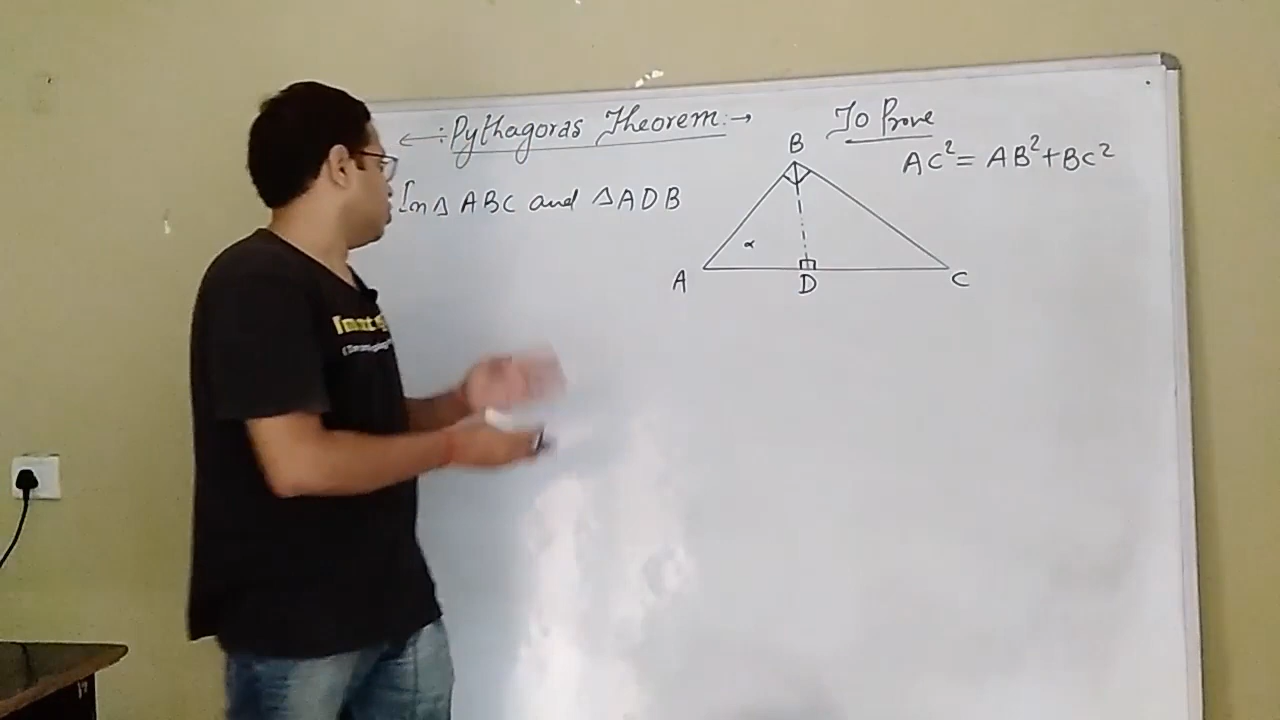 ←: Pythagoras Theorem:→
To Prove
AC² = AB² + BC²
In △ ABC and △ADB
B
α
A
D
C